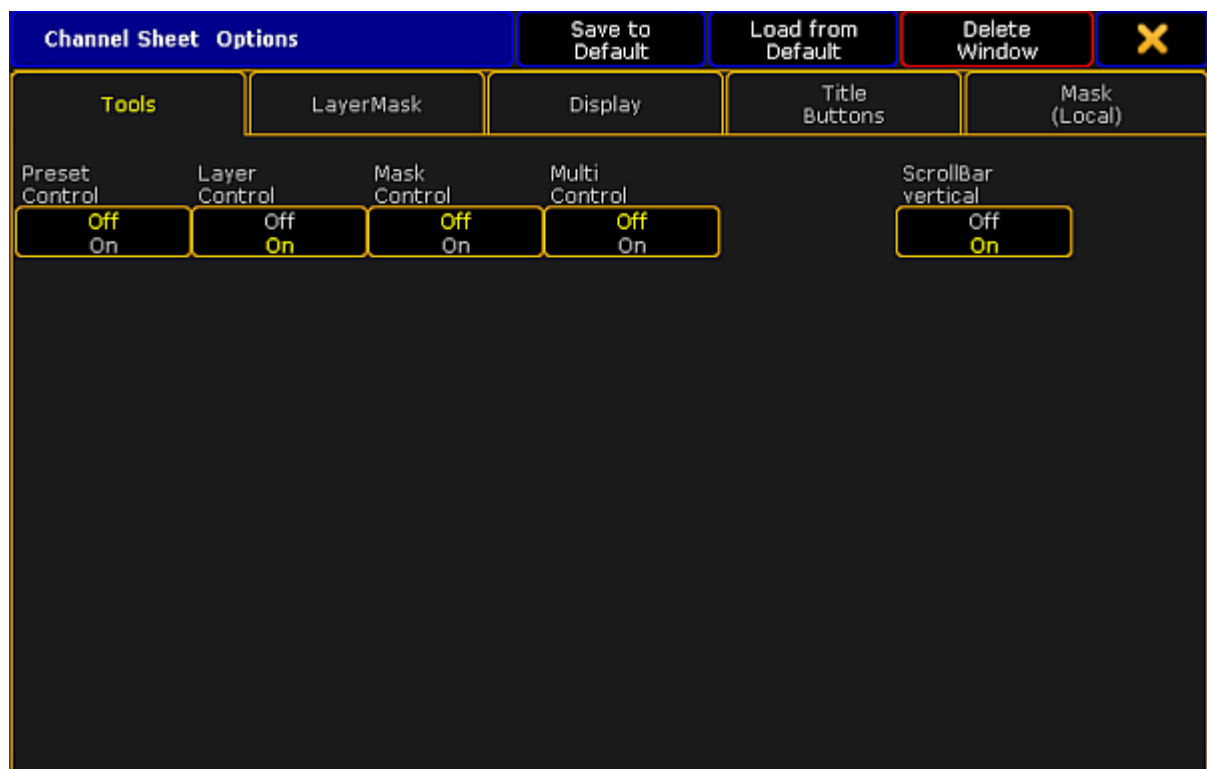 Channel Sheet Options
Save to
Default
Load from
Default
Delete
Window
Tools
LayerMask
Display
Title
Buttons
Mask
(Local)
Preset
Control
Off
On
Layer
Control
Off
On
Mask
Control
Off
On
Multi
Control
Off
On
ScrollBar
vertical
Off
On